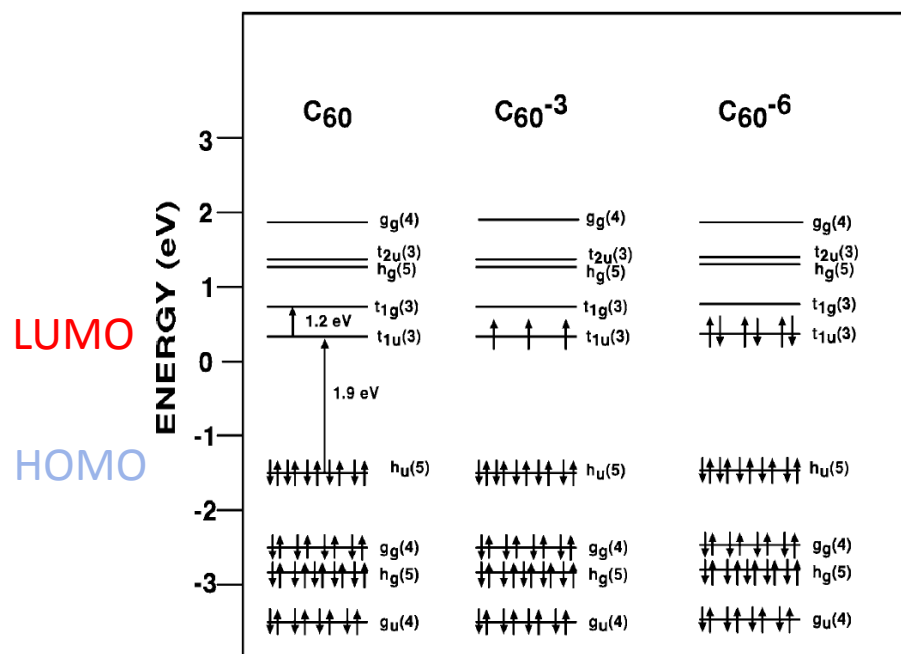 C60 C60-3 C60-6
ENERGY (eV)
3
2
1
0
-1
-2
-3
LUMO
HOMO
gg(4)
t2u(3)
hg(5)
t1g(3)
1.2 eV
t1u(3)
1.9 eV
hu(5)
gg(4)
hg(5)
gu(4)
gg(4)
t2u(3)
hg(5)
t1g(3)
t1u(3)
hu(5)
gg(4)
hg(5)
gu(4)
gg(4)
t2u(3)
hg(5)
t1g(3)
t1u(3)
hu(5)
gg(4)
hg(5)
gu(4)